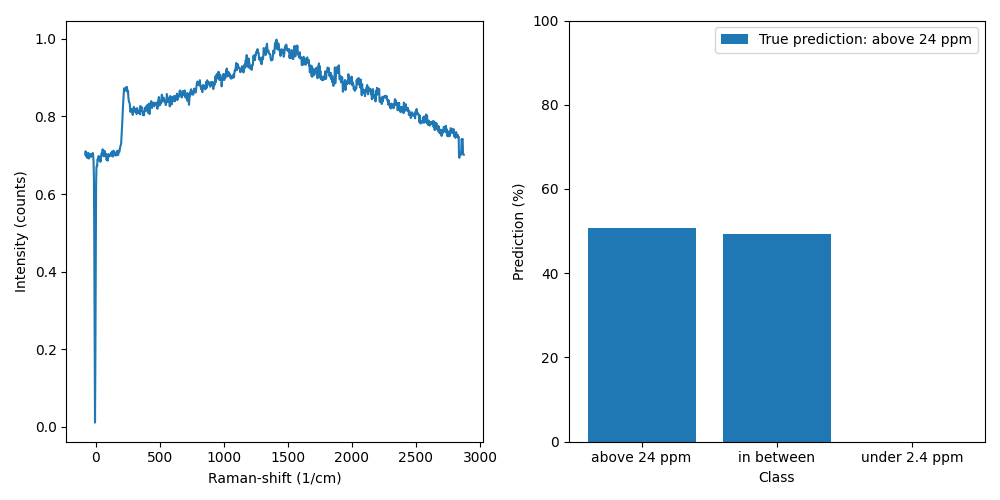 1.0
0.8
0.6
0.4
0.2
0.0
Intensity (counts)
0 500 1000 1500 2000 2500 3000
Raman-shift (1/cm)
100
80
60
40
20
0
Prediction (%)
True prediction: above 24 ppm
above 24 ppm in between under 2.4 ppm
Class